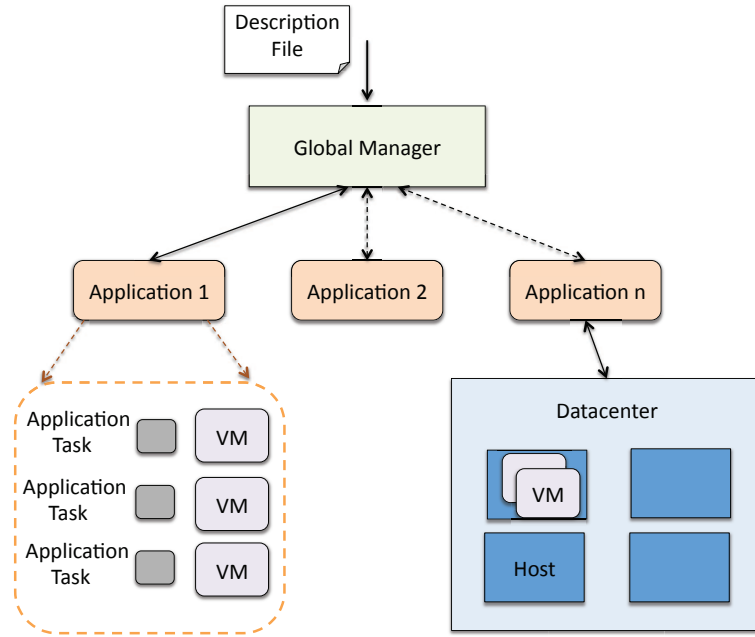 Description
File
Global Manager
Application 1
Application 2
Application n
Application
Task
VM
Application
Task
VM
Application
Task
VM
Datacenter
VM
Host